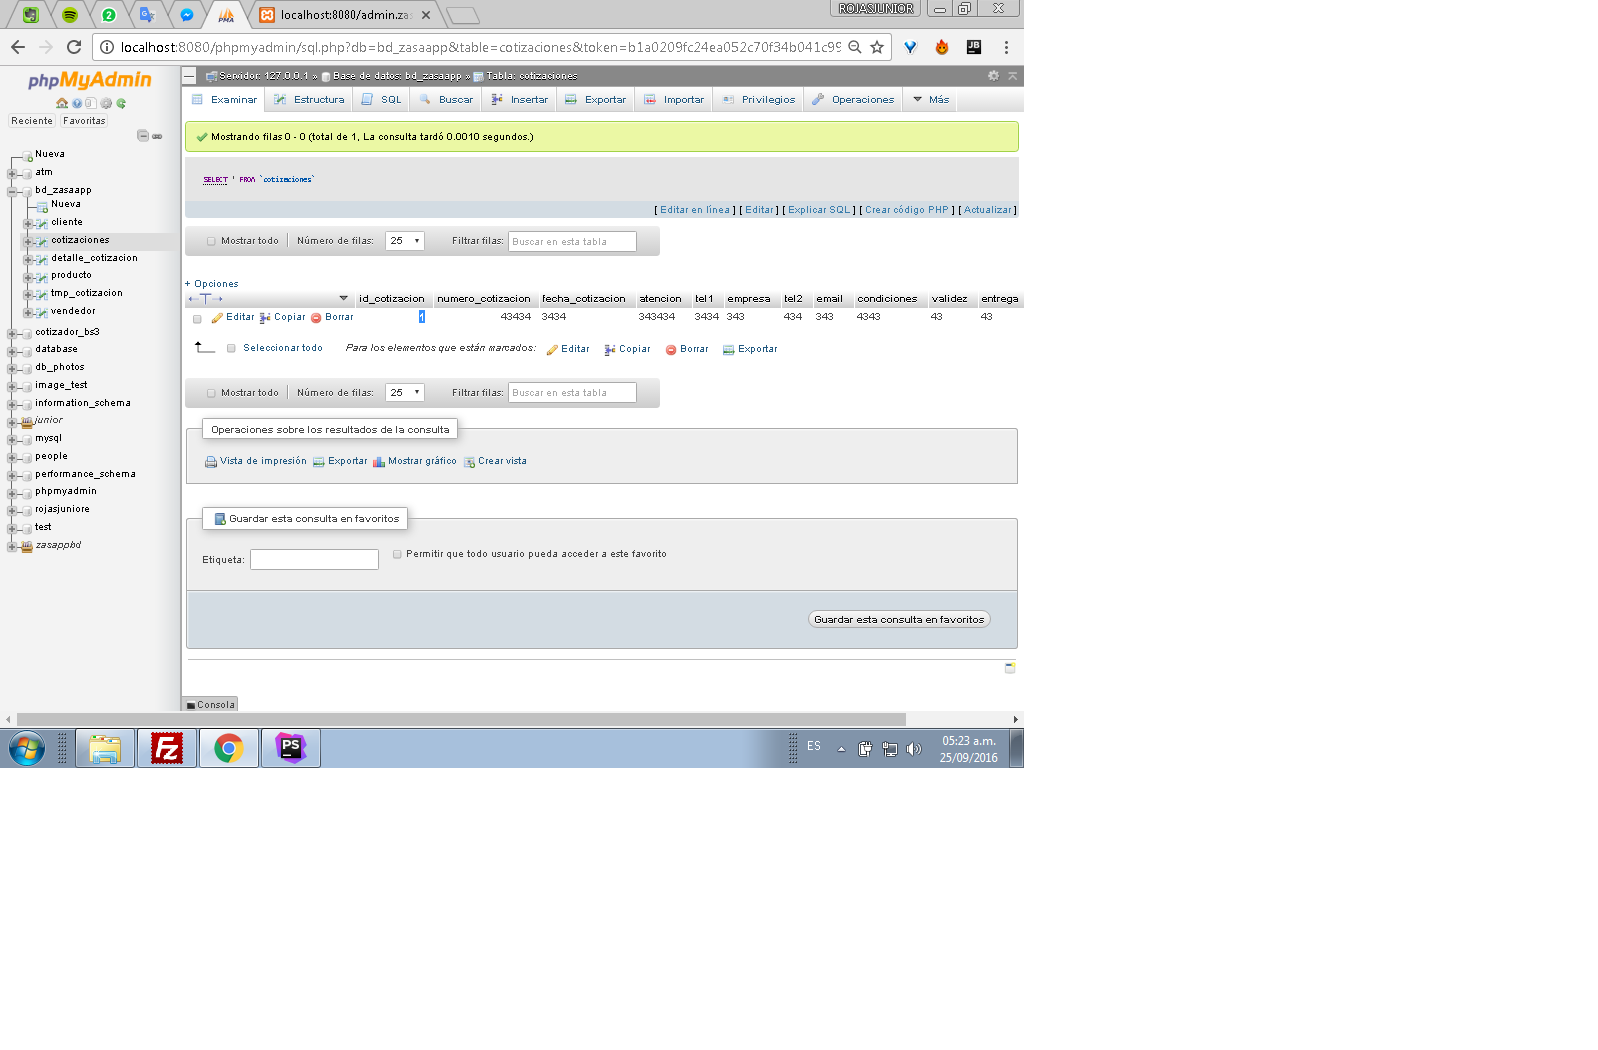 localhost:8080/admin.za
ROJASJUNIOR
localhost:8080/phpmyadmin/sql.php?db=bd_zasaapp&table=cotizaciones&token=b1a0209fc24ea052c70f34b041c99
phpMyAdmin
Reciente Favoritas
Nueva
atm
bd_zasaapp
Nueva
cliente
cotizaciones
detalle_cotizacion
producto
tmp_cotizacion
vendedor
cotizador_bs3
database
db_photos
image_test
information_schema
junior
mysql
people
performance_schema
phpmyadmin
rojasjuniore
test
zasappbd
Servidor: 127.0.0.1 » Base de datos: bd_zasaapp » Tabla: cotizaciones
Examinar Estructura SQL Buscar Insertar Exportar Importar Privilegios Operaciones Más
Mostrando filas 0 - 0 (total de 1, La consulta tardó 0.0010 segundos.)
SELECT * FROM `cotizaciones`
[ Editar en línea ] [ Editar ] [ Explicar SQL ] [ Crear código PHP ] [ Actualizar ]
Mostrar todo Número de filas: 25 Filtrar filas: Buscar en esta tabla
+ Opciones
id_cotizacion numero_cotizacion fecha_cotizacion atencion tel1 empresa tel2 email condiciones validez entrega
Editar Copiar Borrar 1 43434 3434 343434 3434 343 434 343 4343 43 43
Seleccionar todo Para los elementos que están marcados: Editar Copiar Borrar Exportar
Mostrar todo Número de filas: 25 Filtrar filas: Buscar en esta tabla
Operaciones sobre los resultados de la consulta
Vista de impresión Exportar Mostrar gráfico Crear vista
Guardar esta consulta en favoritos
Etiqueta: Permitir que todo usuario pueda acceder a este favorito
Guardar esta consulta en favoritos
Consola
ES 05:23 a.m.
25/09/2016